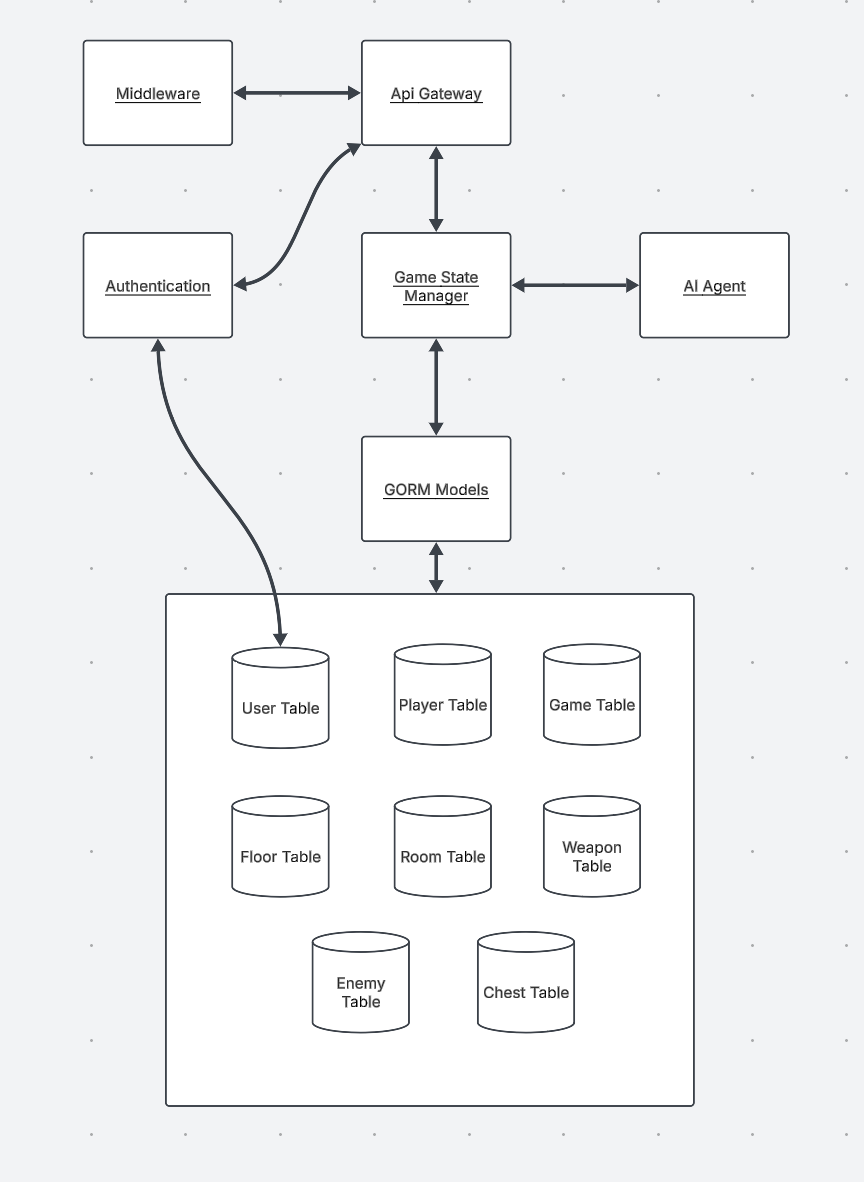 Middleware
Api Gateway
Authentication
Game State
Manager
AI Agent
GORM Models
User Table
Player Table
Game Table
Floor Table
Room Table
Weapon
Table
Enemy
Table
Chest Table